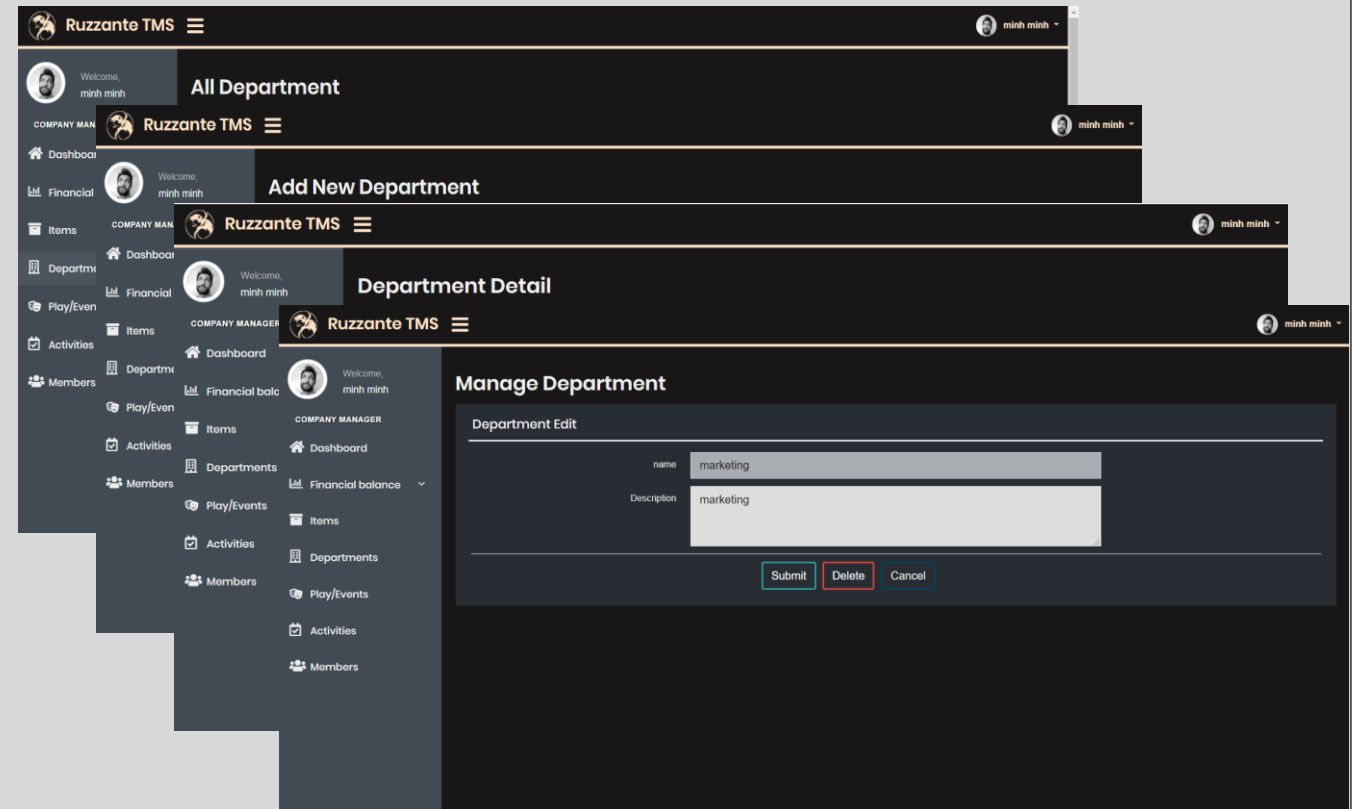 Ruzzante TMS
minh minh
Welcome,
minh minh
All Department
COMPANY MAN
Dashboar
Financial
Items
Departme
Play/Even
Activities
Members
Ruzzante TMS
minh minh
Welcome,
minh minh
Add New Department
COMPANY MANA
Dashboar
Financial
Items
Departme
Play/Even
Activities
Members
Ruzzante TMS
minh minh
Welcome,
minh minh
Department Detail
COMPANY MANAGER
Dashboard
Financial balc
Items
Departments
Play/Events
Activities
Members
Ruzzante TMS
minh minh
Welcome,
minh minh
Manage Department
COMPANY MANAGER
Dashboard
Financial balance
Items
Departments
Play/Events
Activities
Members
Department Edit
name
marketing
Description
marketing
Submit
Delete
Cancel